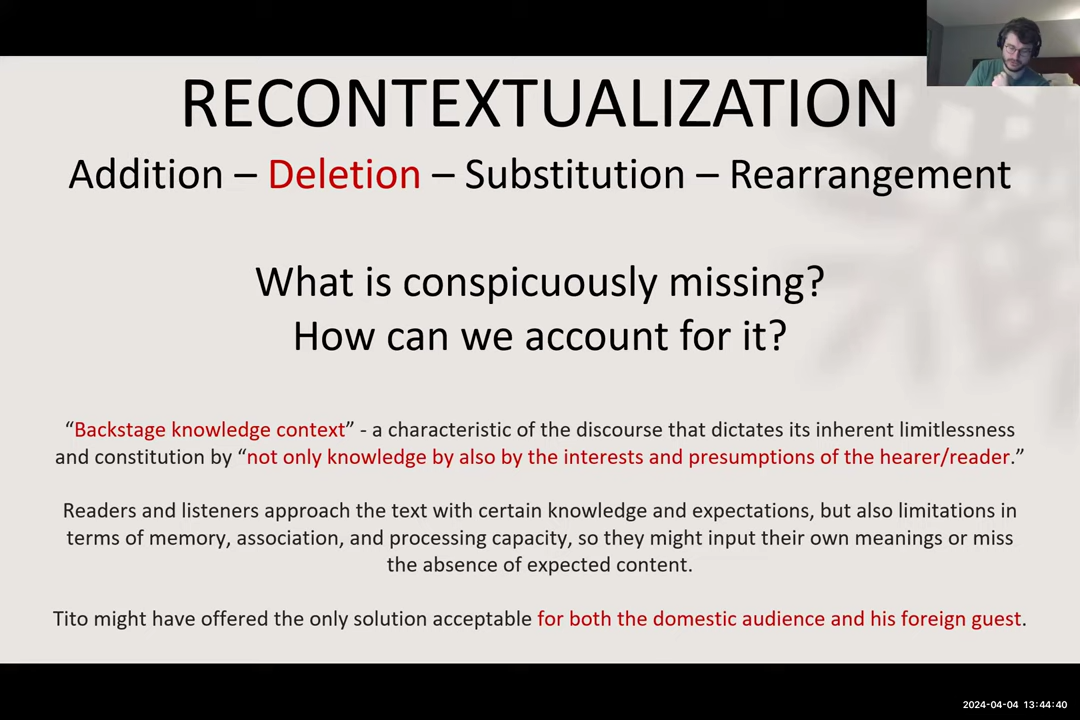 RECONTEXTUALIZATION
Addition – Deletion – Substitution – Rearrangement
What is conspicuously missing?
How can we account for it?
“Backstage knowledge context” - a characteristic of the discourse that dictates its inherent limitlessness
and constitution by “not only knowledge by also by the interests and presumptions of the hearer/reader.”
Readers and listeners approach the text with certain knowledge and expectations, but also limitations in
terms of memory, association, and processing capacity, so they might input their own meanings or miss
the absence of expected content.
Tito might have offered the only solution acceptable for both the domestic audience and his foreign guest.
2024-04-04 13:44:40